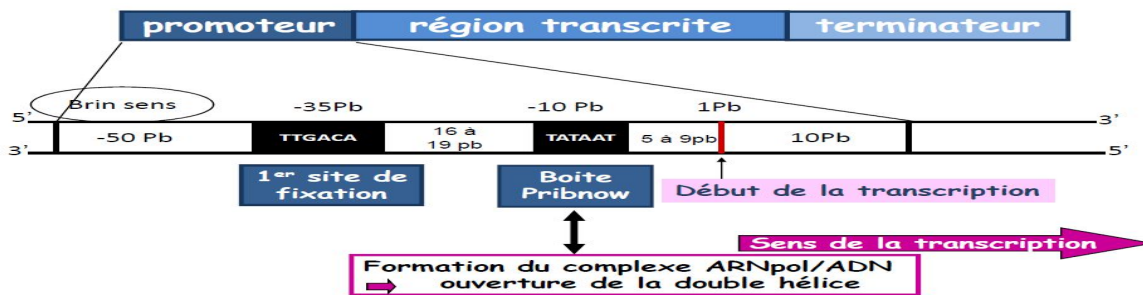 promoteur région transcrite terminateur
Brin sens -35Pb -10 Pb 1Pb
5' 3'
-50 Pb TTGACA 16 à 19 pb TATAAT 5 à 9pb 10Pb
3' 5'
1er site de fixation
Boite Pribnow
Début de la transcription
Sens de la transcription
Formation du complexe ARNpol/ADN
ouverture de la double hélice